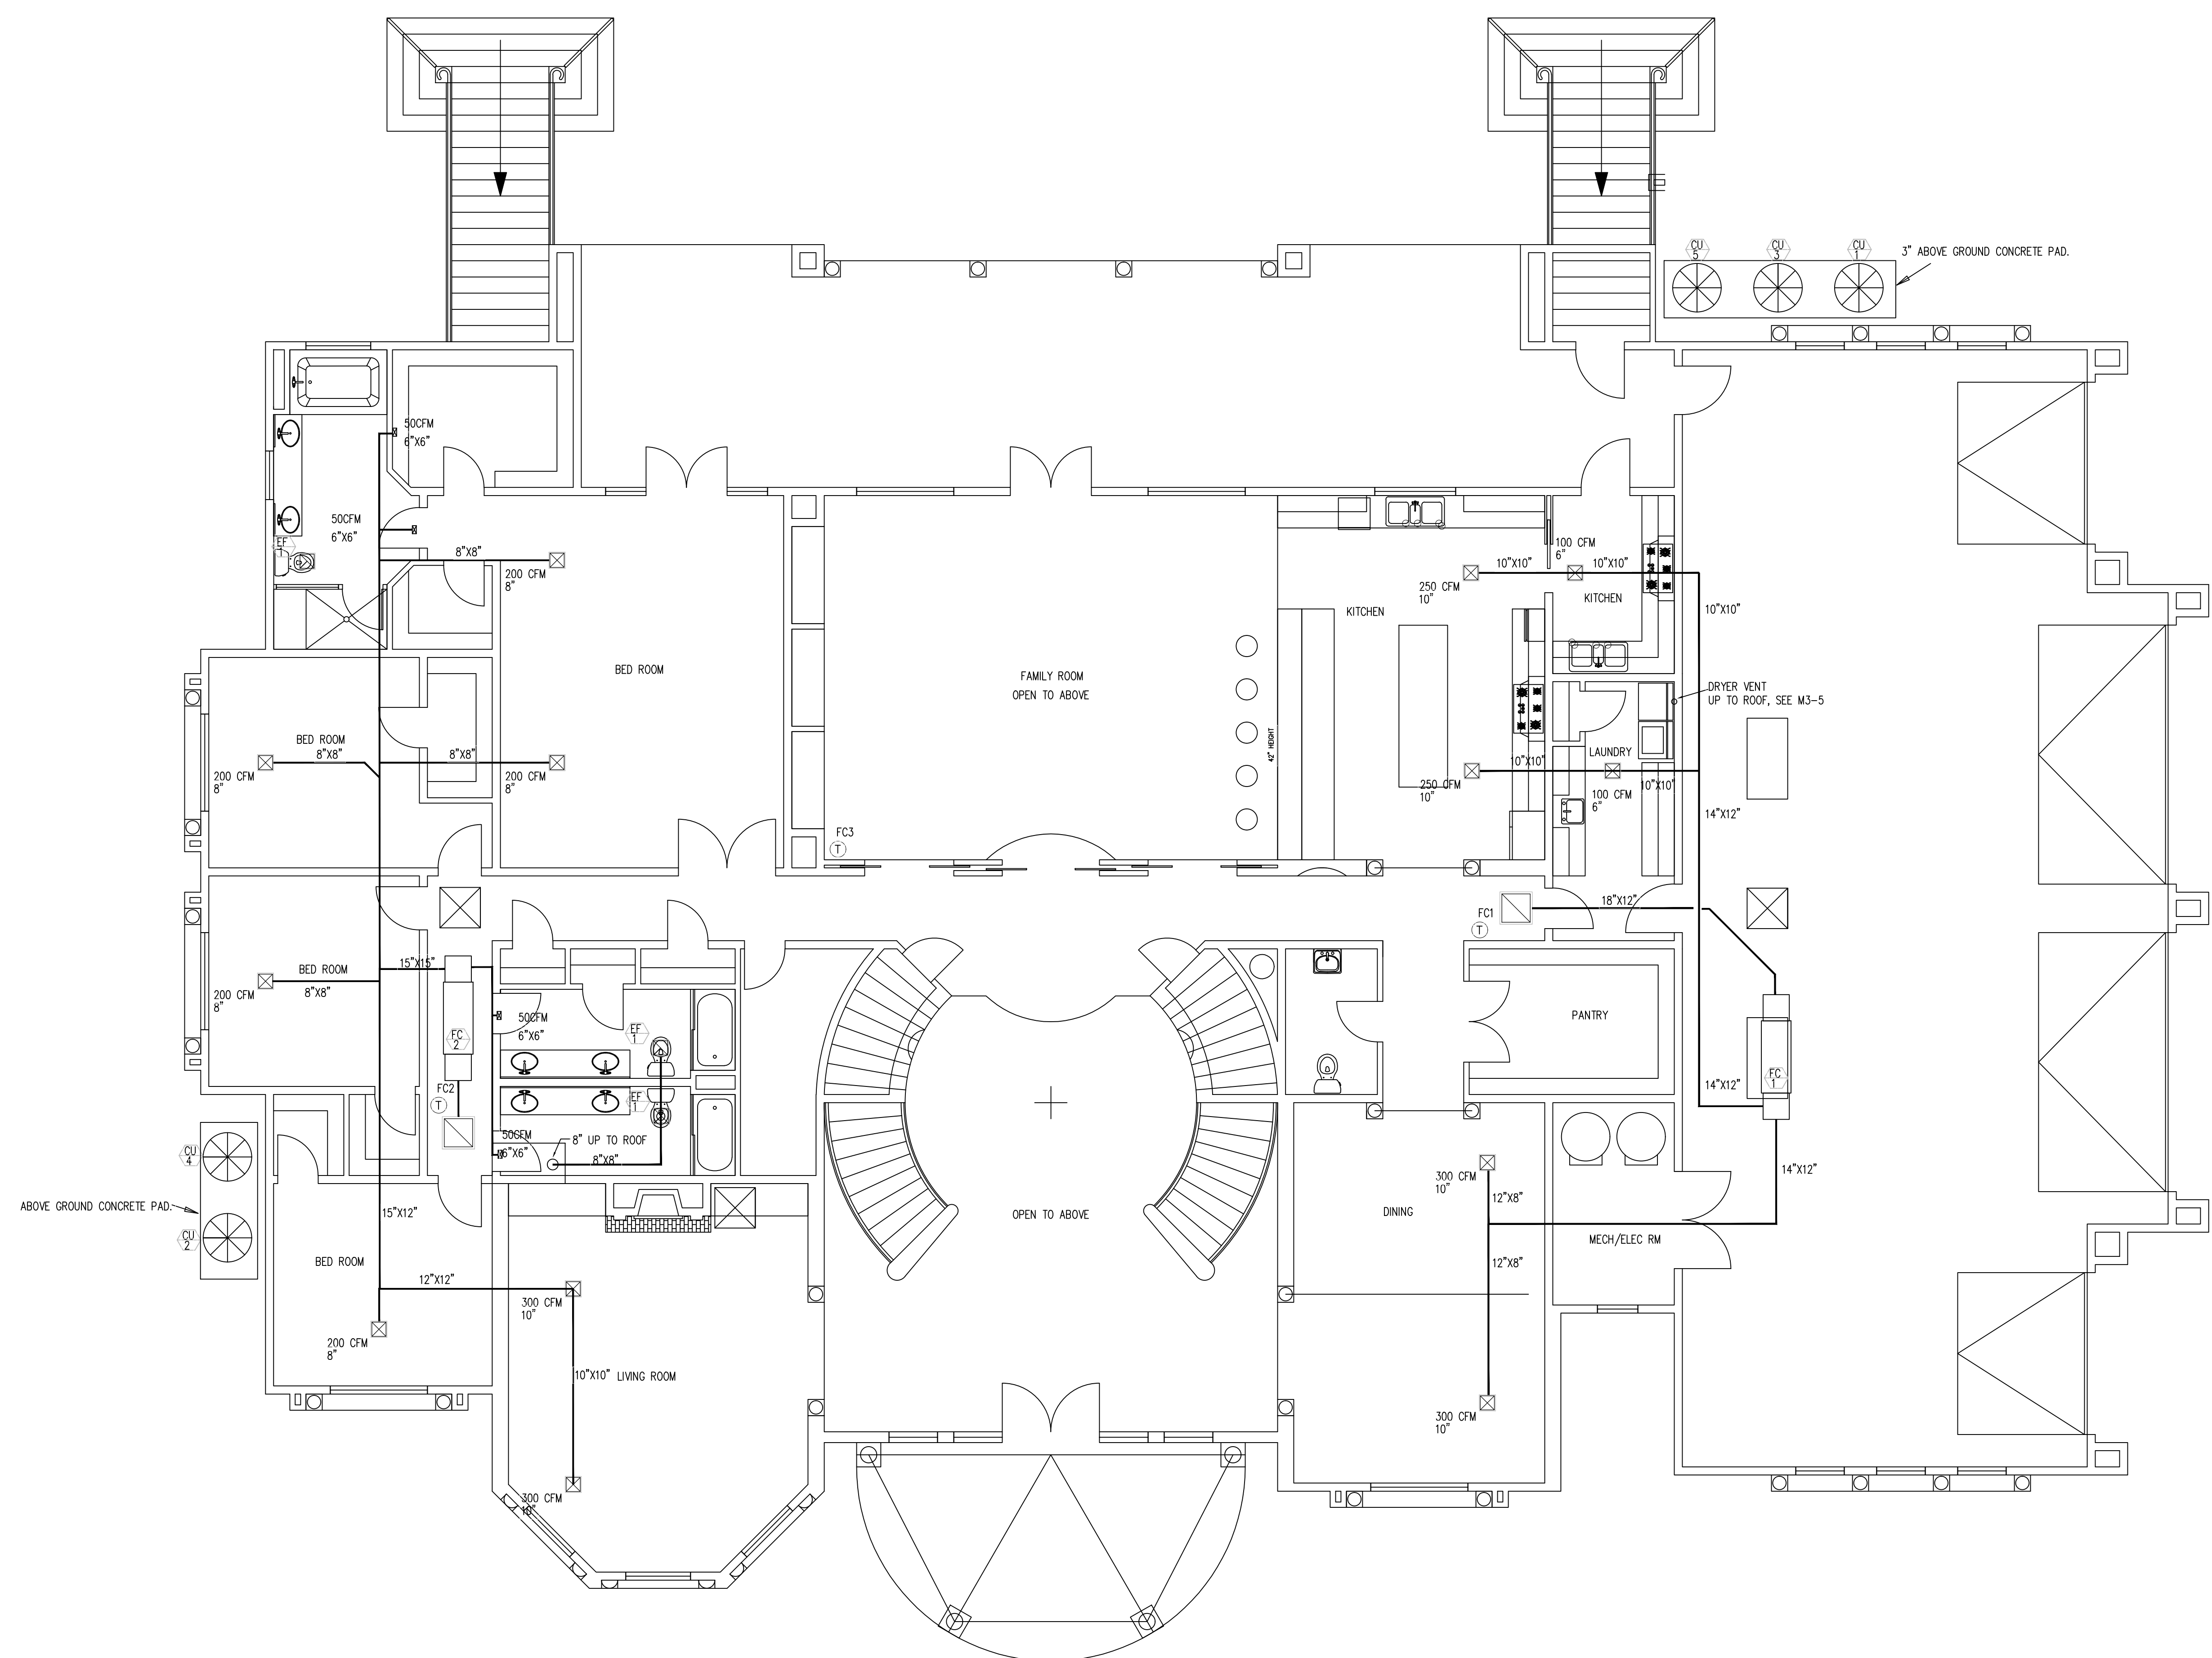 CU
5
CU
3
CU
1
3" ABOVE GROUND CONCRETE PAD.
50CFM
6"X6"
50CFM
6"X6"
EF
1
8"X8"
200 CFM
8"
100 CFM
6"
10"X10"
10"X10"
250 CFM
10"
KITCHEN
KITCHEN
10"X10"
BED ROOM
FAMILY ROOM
OPEN TO ABOVE
DRYER VENT
UP TO ROOF, SEE M3-5
BED ROOM
8"X8"
8"X8"
200 CFM
8"
200 CFM
8"
42" HEIGHT
LAUNDRY
10"X10"
250 CFM
10"
10"X10"
100 CFM
6"
14"X12"
FC3
T
18"X12"
FC1
T
15"X15"
BED ROOM
8"X8"
200 CFM
8"
50CFM
6"X6"
EF
1
FC
2
PANTRY
FC
1
14"X12"
FC2
T
EF
1
50CFM
6"X6"
8" UP TO ROOF
8"X8"
CU
4
ABOVE GROUND CONCRETE PAD.
CU
2
15"X12"
300 CFM
10"
12"X8"
14"X12"
DINING
OPEN TO ABOVE
MECH/ELEC RM
BED ROOM
12"X12"
12"X8"
300 CFM
10"
200 CFM
8"
10"X10"
LIVING ROOM
300 CFM
10"
300 CFM
10"